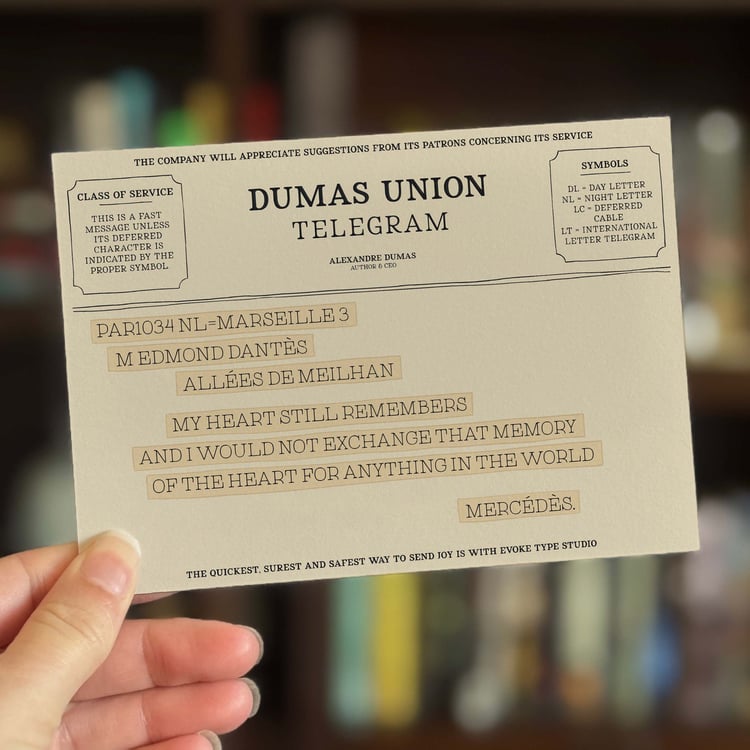 THE COMPANY WILL APPRECIATE SUGGESTIONS FROM ITS PATRONS CONCERNING ITS SERVICE
CLASS OF SERVICE
THIS IS A FAST
MESSAGE UNLESS
ITS DEFERRED
CHARACTER IS
INDICATED BY THE
PROPER SYMBOL
DUMAS UNION
TELEGRAM
ALEXANDRE DUMAS
AUTHOR & CEO
SYMBOLS
DL - DAY LETTER
NL - NIGHT LETTER
LC - DEFERRED
CABLE
LT - INTERNATIONAL
LETTER TELEGRAM
PAR1034 NL=MARSEILLE 3
M EDMOND DANTÈS
ALLÉES DE MEILHAN
MY HEART STILL REMEMBERS
AND I WOULD NOT EXCHANGE THAT MEMORY
OF THE HEART FOR ANYTHING IN THE WORLD
MERCÉDÈS.
THE QUICKEST, SUREST AND SAFEST WAY TO SEND JOY IS WITH EVOKE TYPE STUDIO